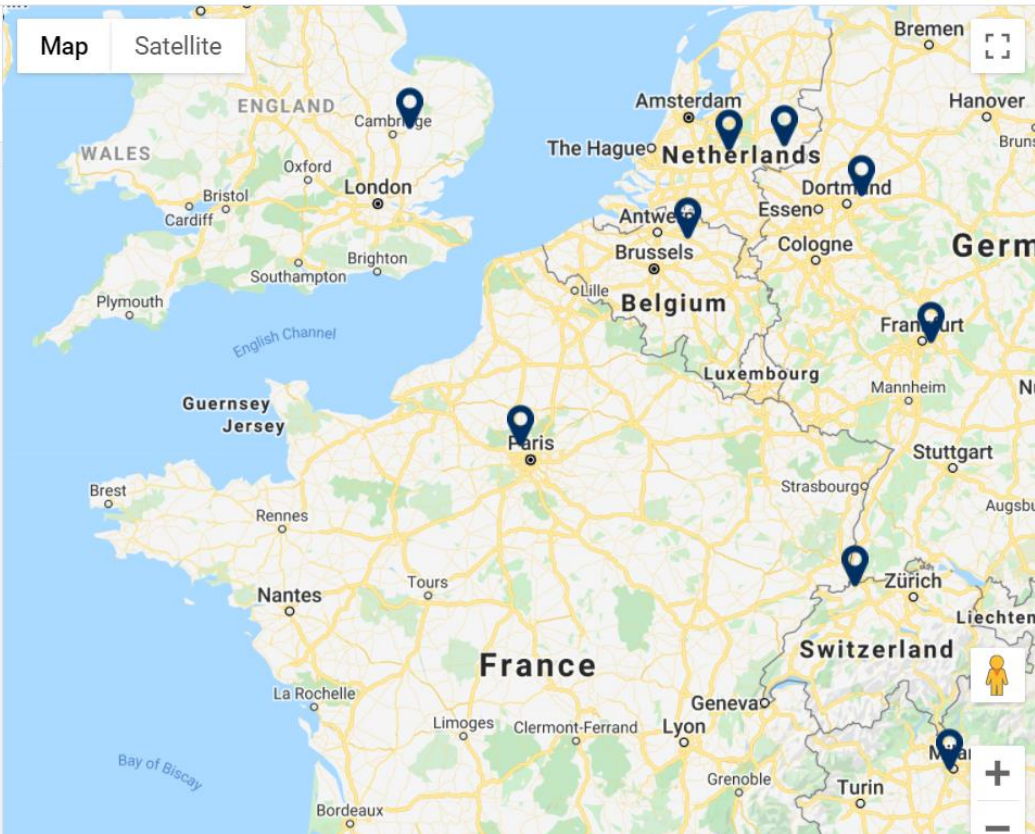 Map
Satellite
Bremen
ENGLAND
Amsterdam
Hanover
Cambridge
The Hague
Netherlands
WALES
Oxford
Dortmund
London
Bristol
Antwerp
Essen
Cardiff
Cologne
Brussels
Germ
Brighton
Southampton
Lille
Plymouth
Belgium
English Channel
Frankfurt
Luxembourg
Mannheim
Guernsey
Jersey
Paris
Stuttgart
Strasbourg
Brest
Augsbu
Rennes
Tours
Zürich
Nantes
Liechten
Switzerland
France
La Rochelle
Geneva
Limoges
Clermont-Ferrand
Lyon
Bay of Biscay
Grenoble
Turin
Bordeaux